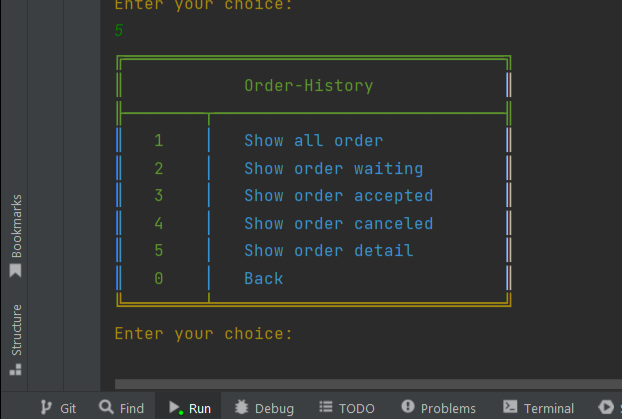 Enter your choice:
5
Order-History
1 Show all order
2 Show order waiting
3 Show order accepted
4 Show order canceled
5 Show order detail
0 Back
Enter your choice:
Bookmarks
Structure
Git Find Run Debug TODO Problems Terminal